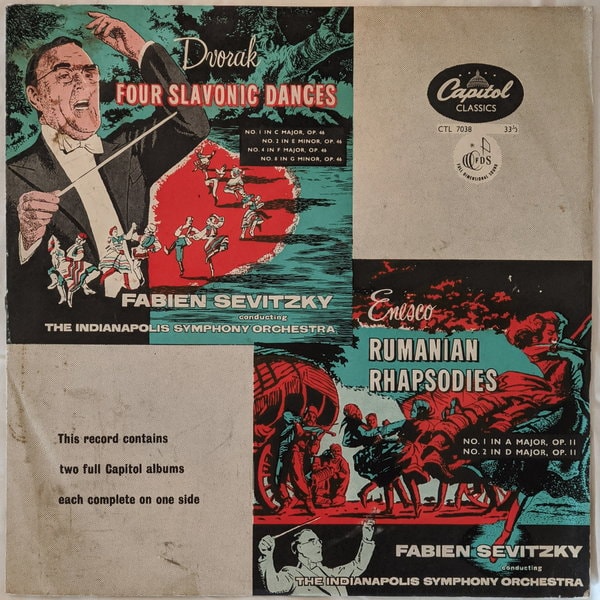 Dvorak
FOUR SLAVONIC DANCES
NO. 1 IN C MAJOR, OP. 46
NO. 2 IN E MINOR, OP. 46
NO. 4 IN F MAJOR, OP. 46
NO. 8 IN G MINOR, OP. 46
FABIEN SEVITZKY
conducting
THE INDIANAPOLIS SYMPHONY ORCHESTRA
Capitol
CLASSICS
CTL 7038 33⅓
FDS
FULL DIMENSIONAL SOUND
Enesco
RUMANIAN
RHAPSODIES
NO. 1 IN A MAJOR, OP. 11
NO. 2 IN D MAJOR, OP. 11
This record contains
two full Capitol albums
each complete on one side
FABIEN SEVITZKY
conducting
THE INDIANAPOLIS SYMPHONY ORCHESTRA